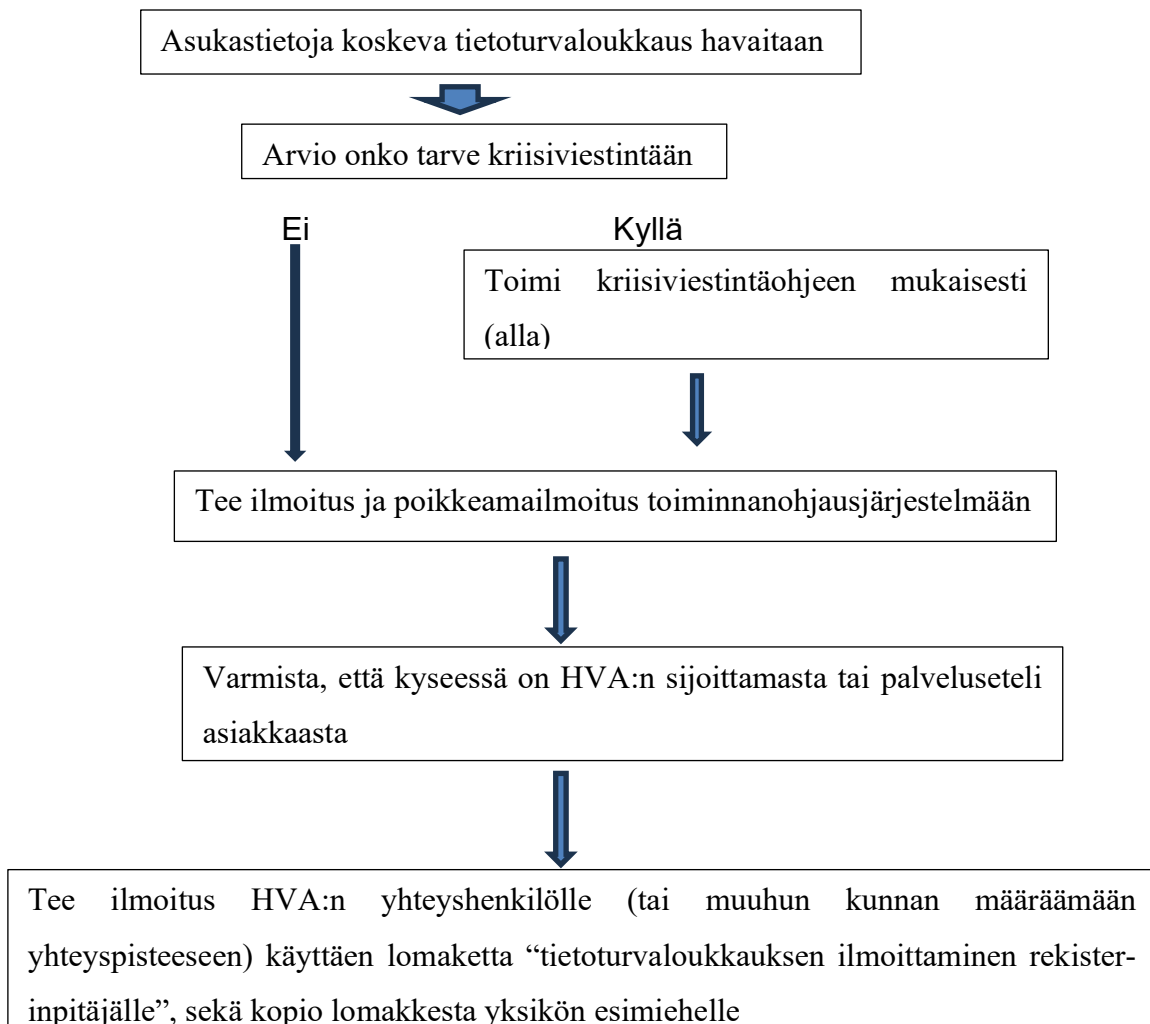 Asukastietoja koskeva tietoturvaloukkaus havaitaan
Arvio onko tarve kriisiviestintään
Ei
Kyllä
Toimi kriisiviestintäohjeen mukaisesti
(alla)
Tee ilmoitus ja poikkeamailmoitus toiminnanohjausjärjestelmään
Varmista, että kyseessä on HVA:n sijoittamasta tai palveluseteli
asiakkaasta
Tee ilmoitus HVA:n yhteyshenkilölle (tai muuhun kunnan määräämään
yhteyspisteeseen) käyttäen lomaketta “tietoturvaloukkauksen ilmoittaminen rekister-
inpitäjälle”, sekä kopio lomakkesta yksikön esimiehelle